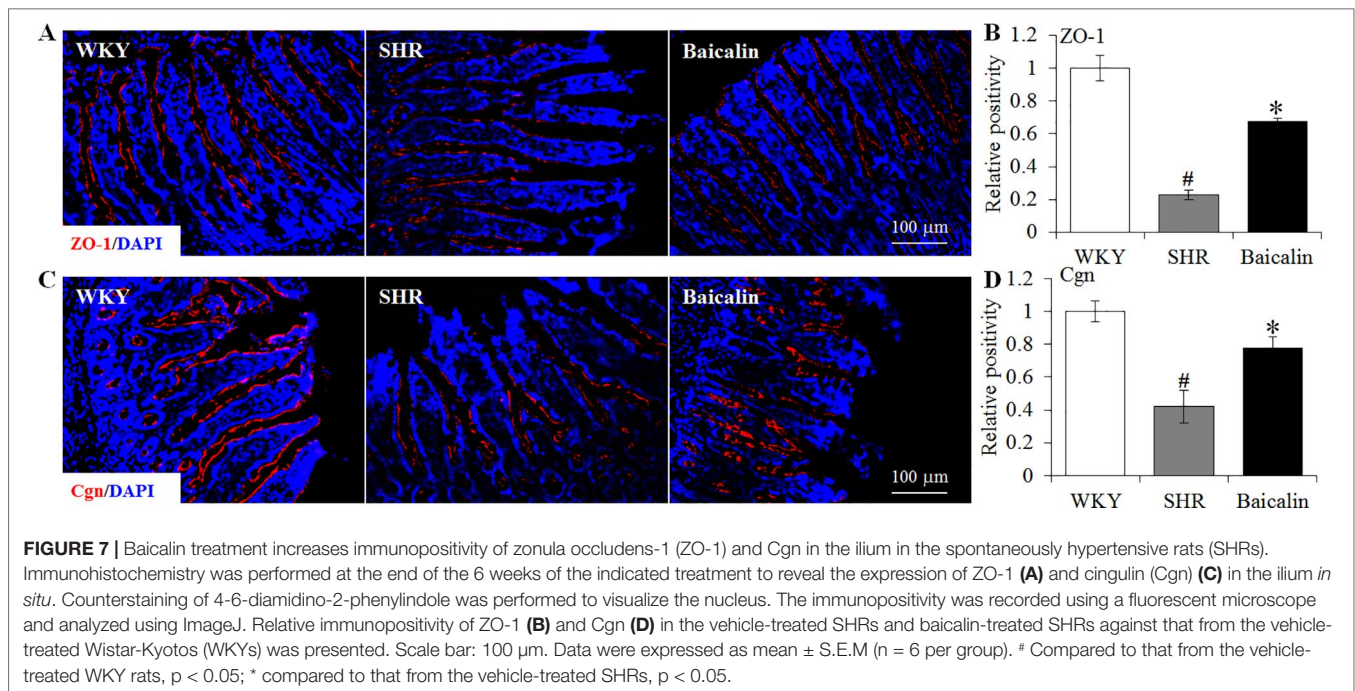 A
WKY
SHR
Baicalin
ZO-1/DAPI
100 µm
B
ZO-1
Relative positivity
1.2
1
0.8
0.6
0.4
0.2
0
#
*
WKY
SHR
Baicalin
C
WKY
SHR
Baicalin
Cgn/DAPI
100 µm
D
Cgn
Relative positivity
1.2
1
0.8
0.6
0.4
0.2
0
#
*
WKY
SHR
Baicalin
FIGURE 7 | Baicalin treatment increases immunopositivity of zonula occludens-1 (ZO-1) and Cgn in the ilium in the spontaneously hypertensive rats (SHRs).
Immunohistochemistry was performed at the end of the 6 weeks of the indicated treatment to reveal the expression of ZO-1 (A) and cingulin (Cgn) (C) in the ilium in
situ. Counterstaining of 4-6-diamidino-2-phenylindole was performed to visualize the nucleus. The immunopositivity was recorded using a fluorescent microscope
and analyzed using ImageJ. Relative immunopositivity of ZO-1 (B) and Cgn (D) in the vehicle-treated SHRs and baicalin-treated SHRs against that from the vehicle-
treated Wistar-Kyotos (WKYs) was presented. Scale bar: 100 µm. Data were expressed as mean ± S.E.M (n = 6 per group). # Compared to that from the vehicle-
treated WKY rats, p < 0.05; * compared to that from the vehicle-treated SHRs, p < 0.05.